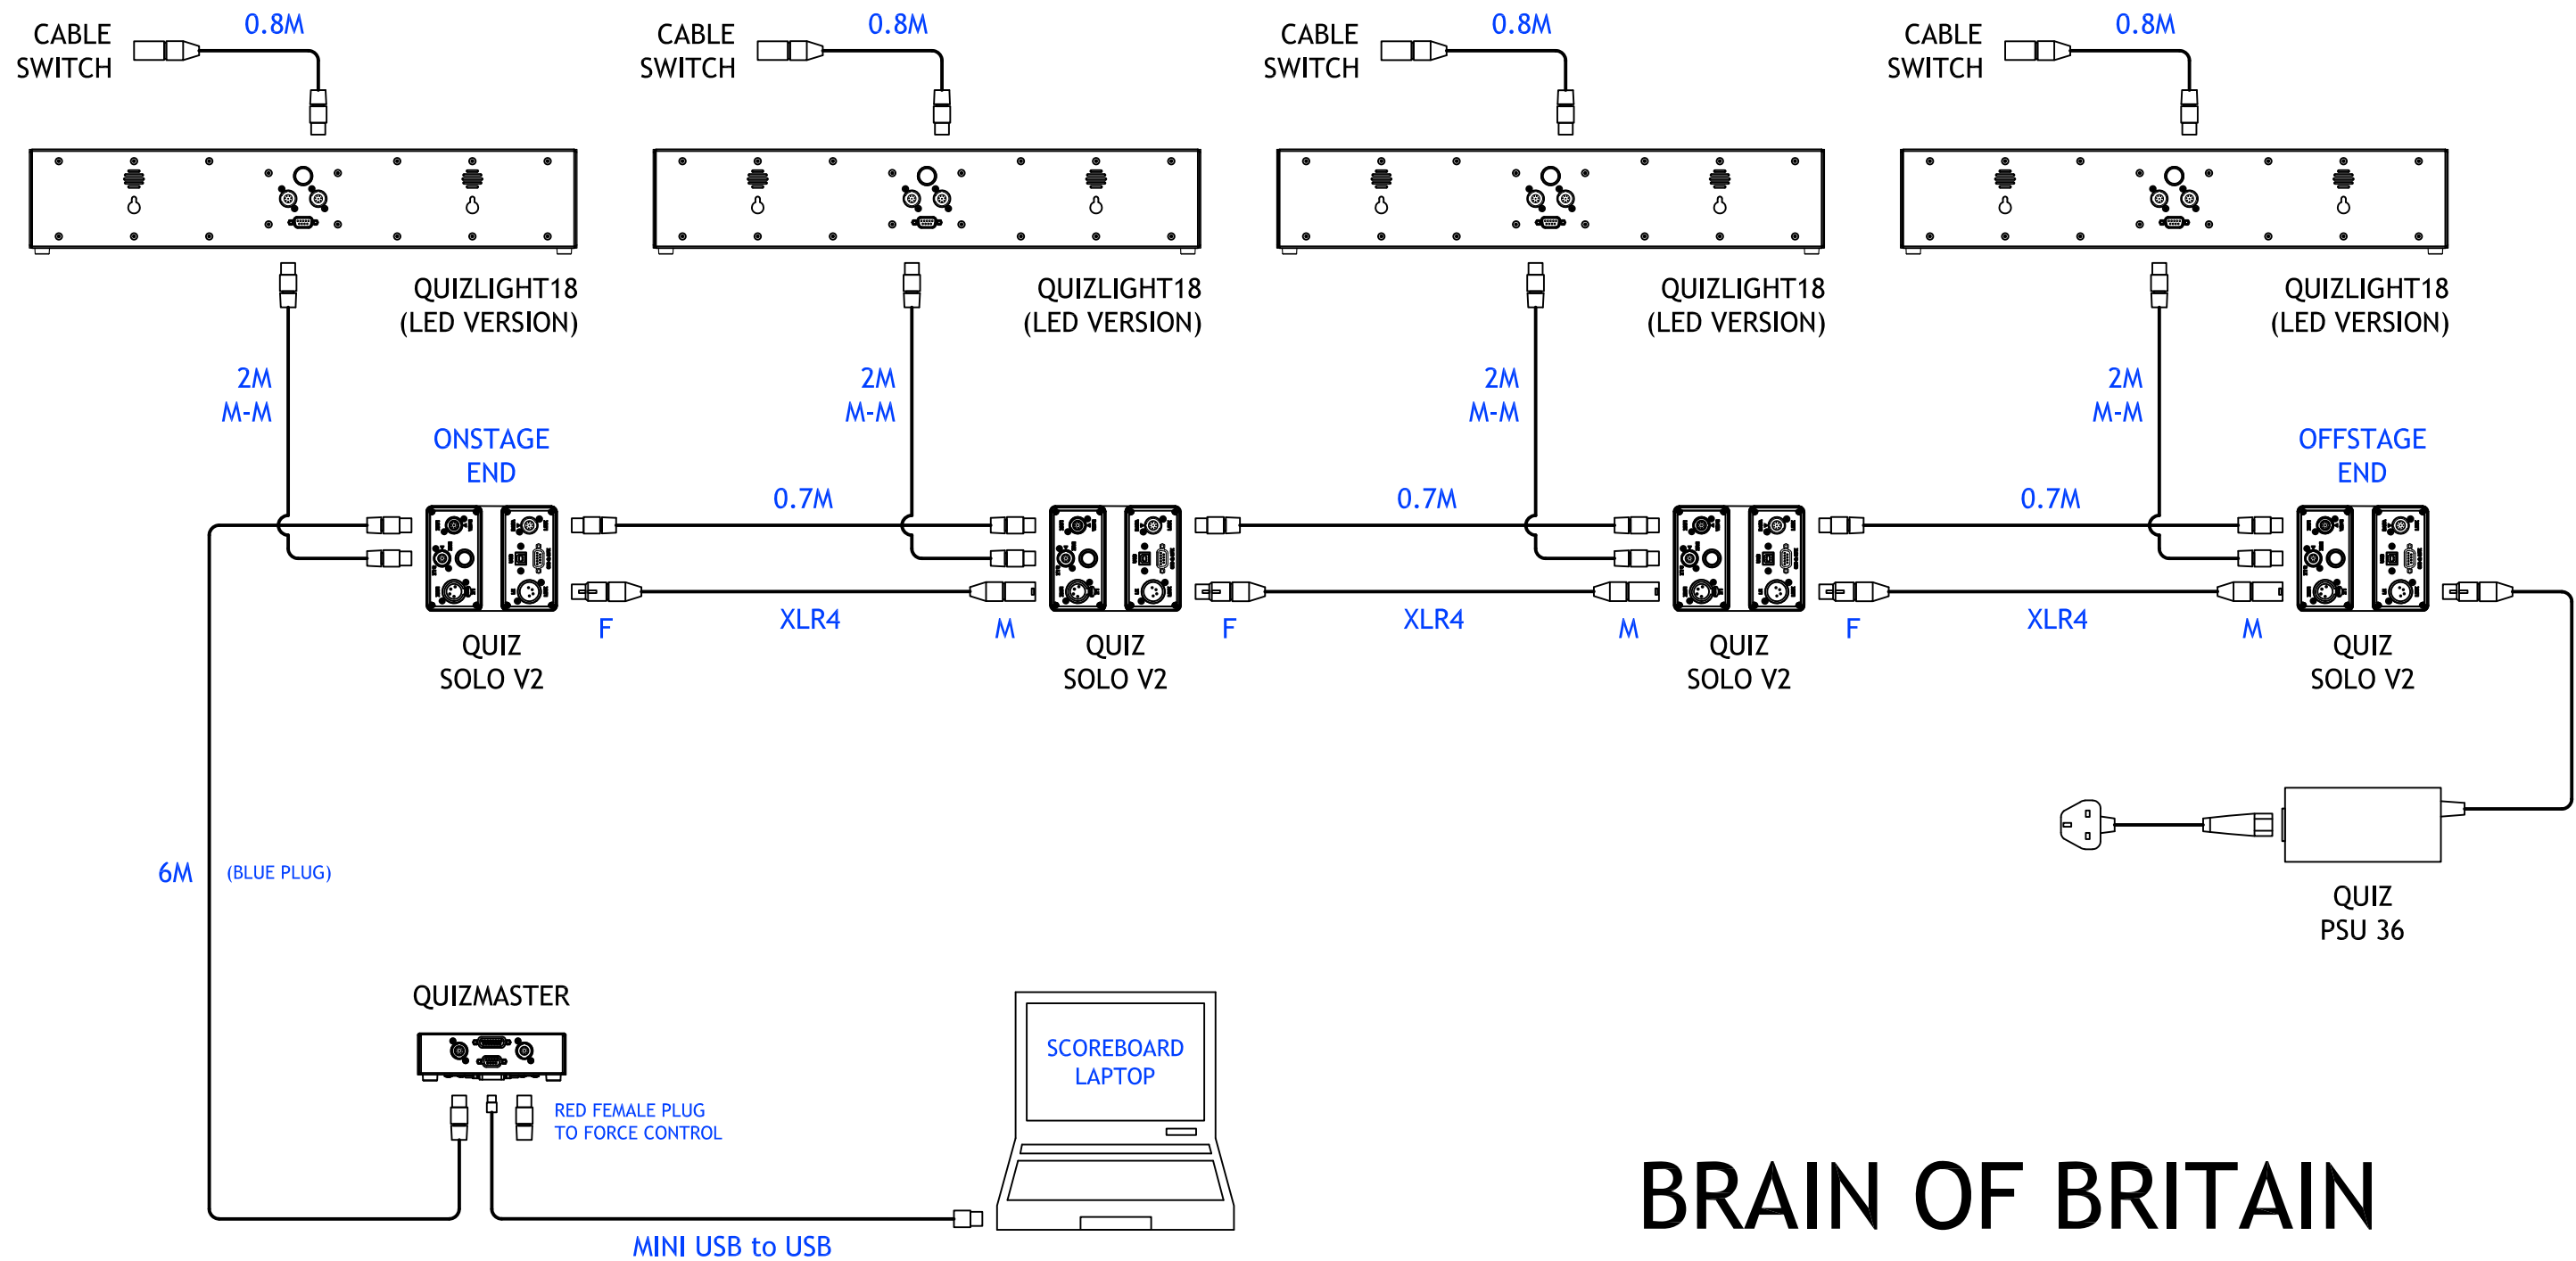 CABLE
SWITCH
0.8M
CABLE
SWITCH
0.8M
CABLE
SWITCH
0.8M
CABLE
SWITCH
0.8M
QUIZLIGHT18
(LED VERSION)
QUIZLIGHT18
(LED VERSION)
QUIZLIGHT18
(LED VERSION)
QUIZLIGHT18
(LED VERSION)
2M
M-M
2M
M-M
2M
M-M
2M
M-M
ONSTAGE
END
OFFSTAGE
END
0.7M
0.7M
0.7M
F
XLR4
M
F
XLR4
M
F
XLR4
M
QUIZ
SOLO V2
QUIZ
SOLO V2
QUIZ
SOLO V2
QUIZ
SOLO V2
6M
(BLUE PLUG)
QUIZ
PSU 36
QUIZMASTER
SCOREBOARD
LAPTOP
RED FEMALE PLUG
TO FORCE CONTROL
MINI USB to USB
BRAIN OF BRITAIN